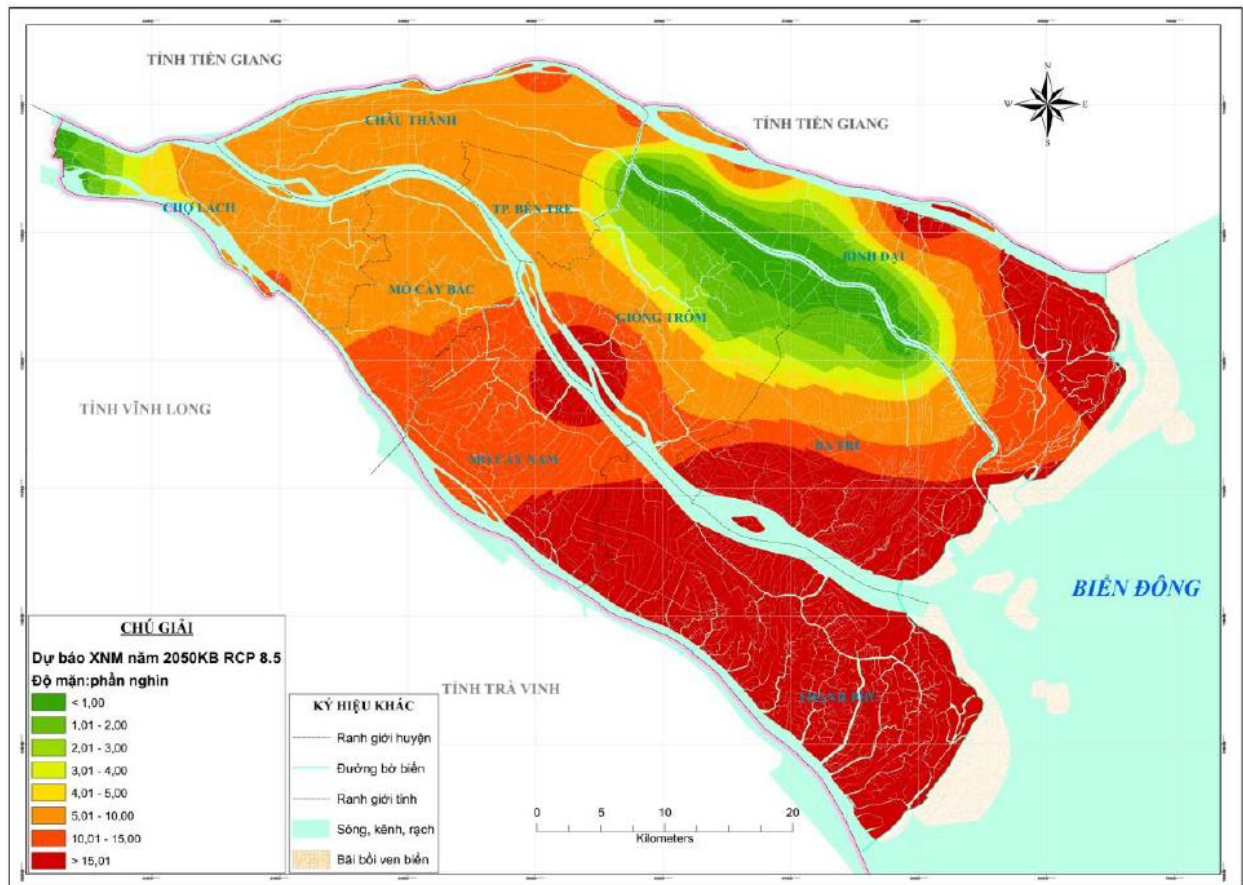 TỈNH TIỀN GIANG
N
W E
S
TỈNH TIỀN GIANG
CHÂU THÀNH
CHỢ LÁCH
TP. BẾN TRE
BÌNH ĐẠI
MỎ CÀY BẮC
GIỒNG TRÔM
TỈNH VĨNH LONG
BA TRI
MỎ CÀY NAM
BIỂN ĐÔNG
TỈNH TRÀ VINH
THẠNH PHÚ
CHÚ GIẢI
Dự báo XNM năm 2050KB RCP 8.5
Độ mặn:phần nghìn
< 1,00
1,01 - 2,00
2,01 - 3,00
3,01 - 4,00
4,01 - 5,00
5,01 - 10,00
10,01 - 15,00
> 15,01
KÝ HIỆU KHÁC
Ranh giới huyện
Đường bờ biển
Ranh giới tỉnh
Sông, kênh, rạch
Bãi bồi ven biển
0 5 10 20
Kilometers